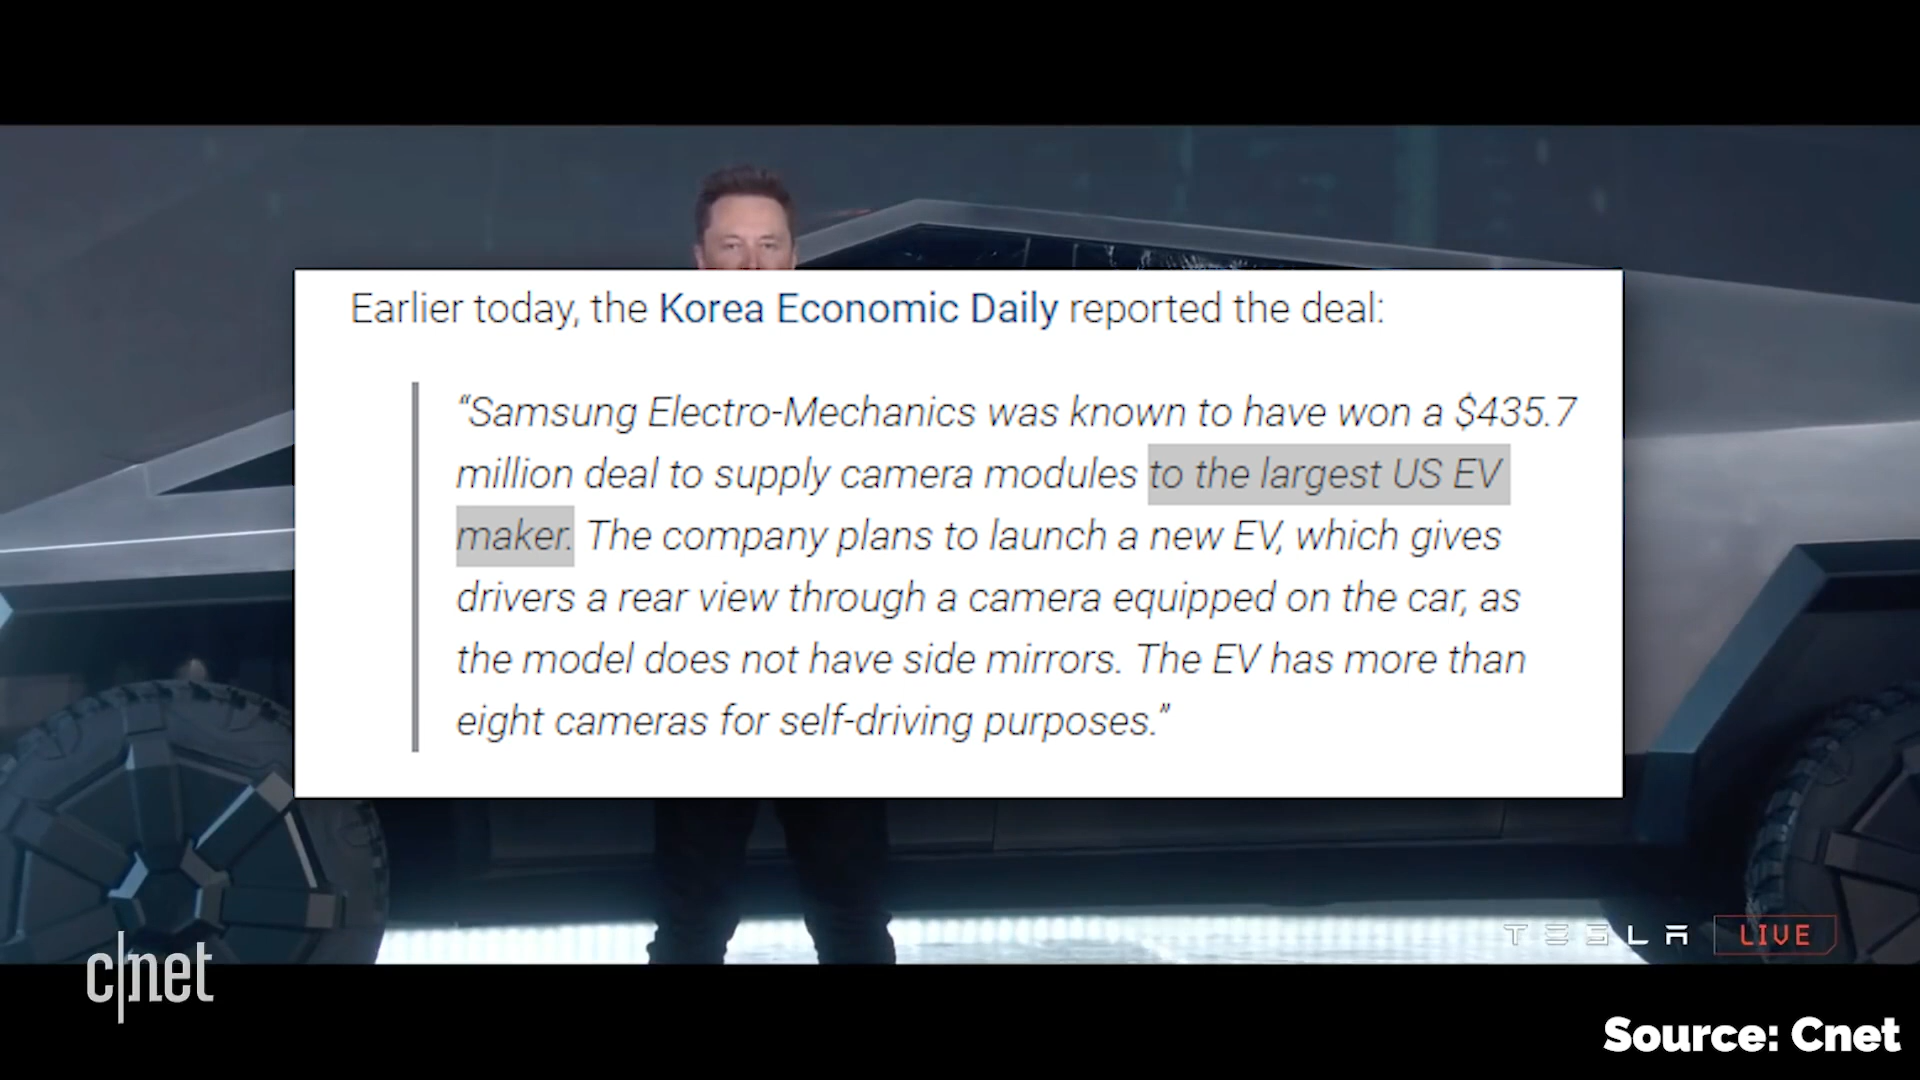 Earlier today, the Korea Economic Daily reported the deal:
“Samsung Electro-Mechanics was known to have won a $435.7
million deal to supply camera modules to the largest US EV
maker. The company plans to launch a new EV, which gives
drivers a rear view through a camera equipped on the car, as
the model does not have side mirrors. The EV has more than
eight cameras for self-driving purposes.”
TESLA LIVE
c|net
Source: Cnet